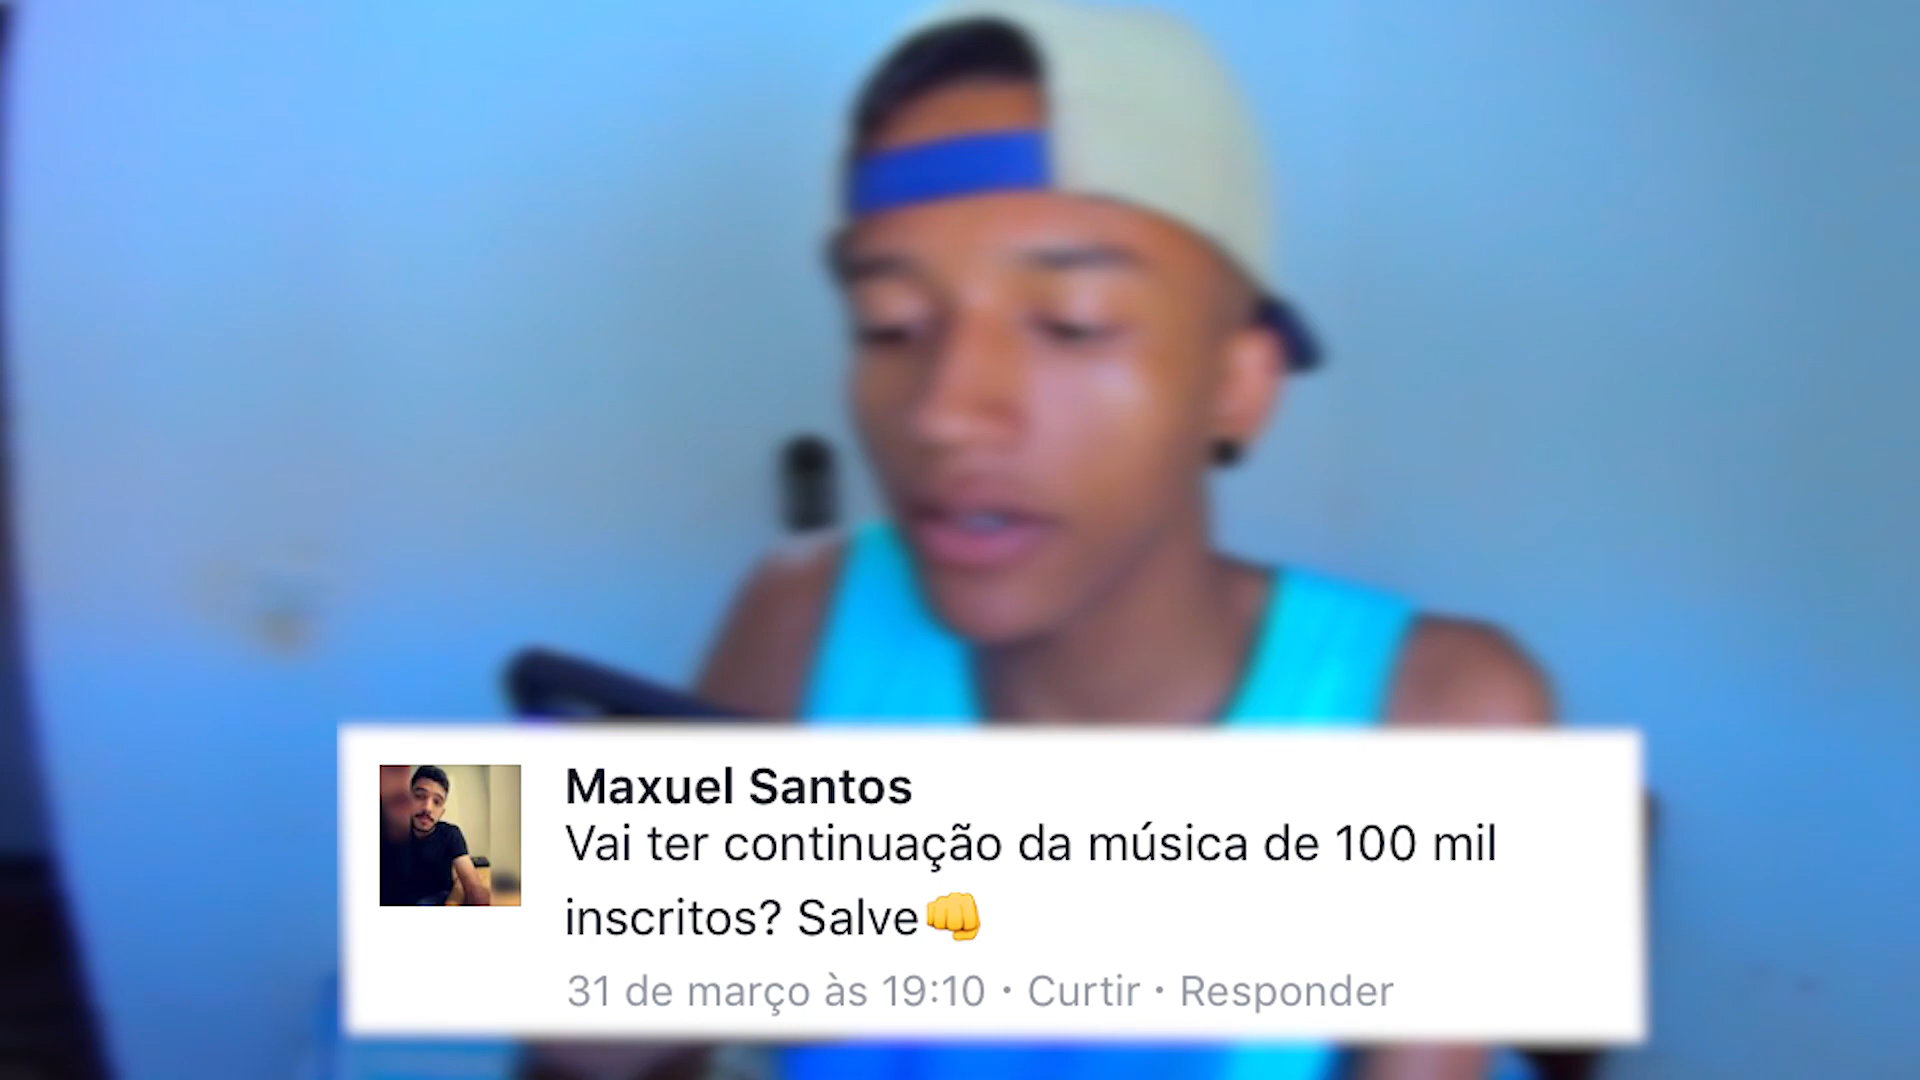 Maxuel Santos
Vai ter continuação da música de 100 mil
inscritos? Salve👊
31 de março às 19:10 · Curtir · Responder